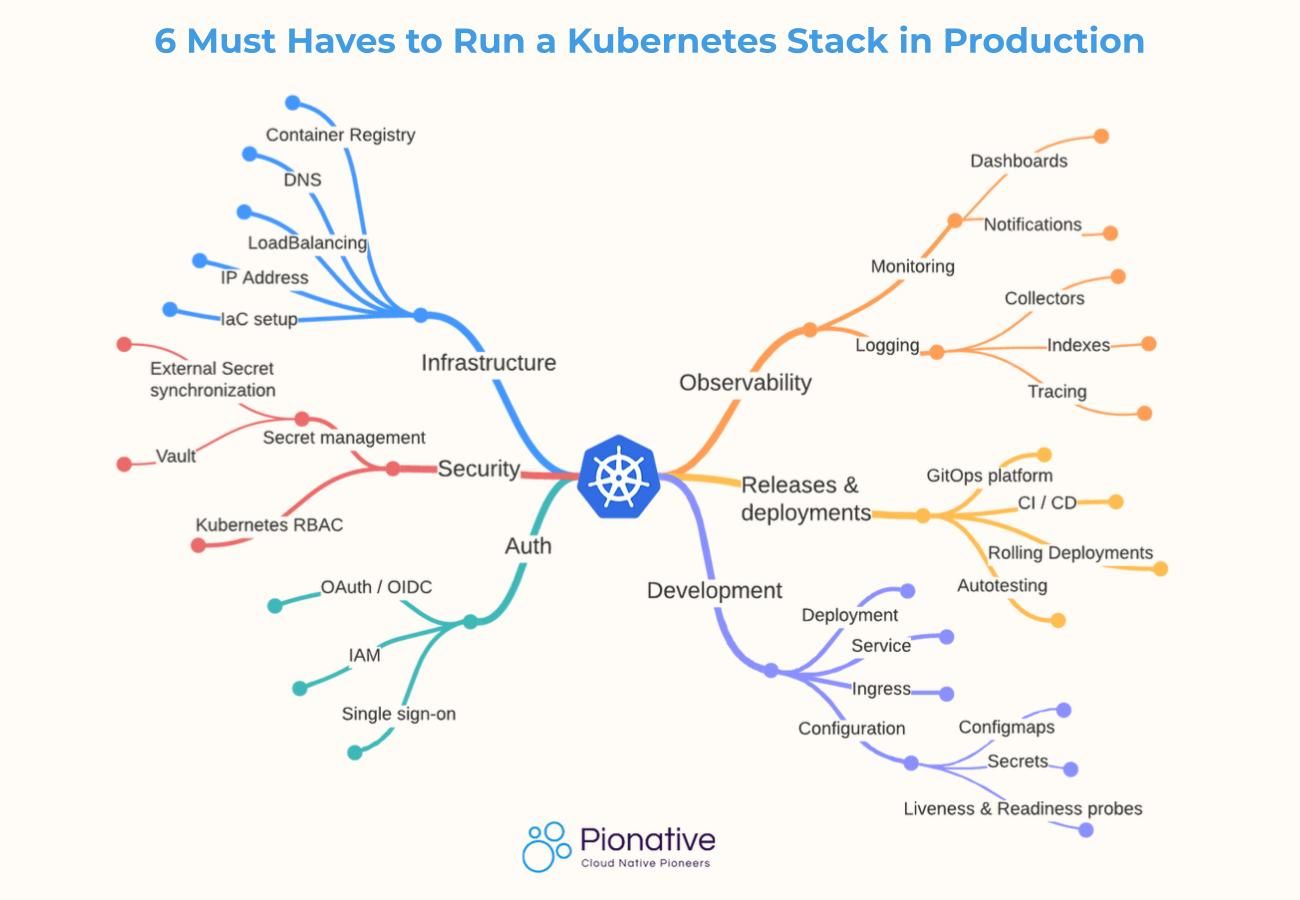 6 Must Haves to Run a Kubernetes Stack in Production
Container Registry
DNS
LoadBalancing
IP Address
IaC setup
Infrastructure
External Secret
synchronization
Secret management
Vault
Security
Kubernetes RBAC
Auth
OAuth / OIDC
IAM
Single sign-on
Dashboards
Notifications
Monitoring
Collectors
Logging
Indexes
Tracing
Observability
GitOps platform
Releases &
deployments
CI / CD
Rolling Deployments
Autotesting
Development
Deployment
Service
Ingress
Configuration
Configmaps
Secrets
Liveness & Readiness probes
Pionative
Cloud Native Pioneers